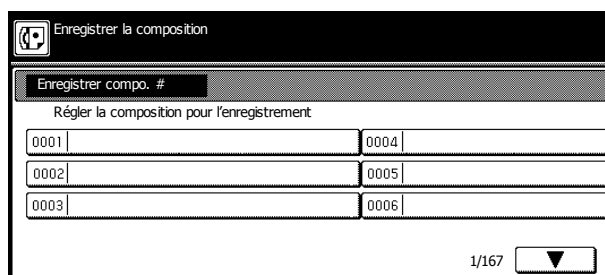 Enregistrer la composition
Enregistrer compo. #
Régler la composition pour l'enregistrement
0001 0004
0002 0005
0003 0006
1/167